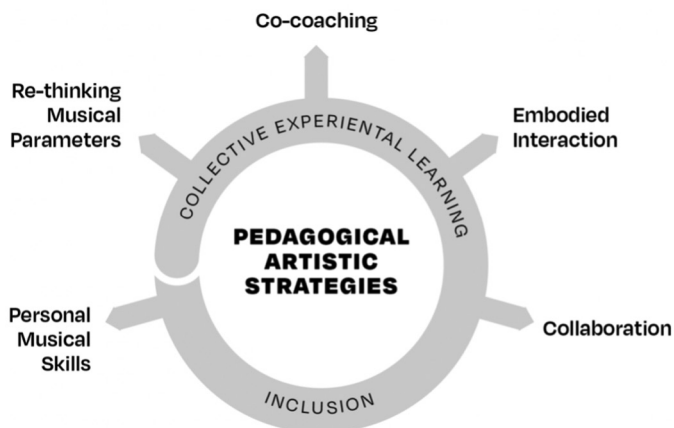 Co-coaching
Re-thinking
Musical
Parameters
Embodied
Interaction
COLLECTIVE EXPERIENTAL LEARNING
PEDAGOGICAL
ARTISTIC
STRATEGIES
Personal
Musical
Skills
Collaboration
INCLUSION